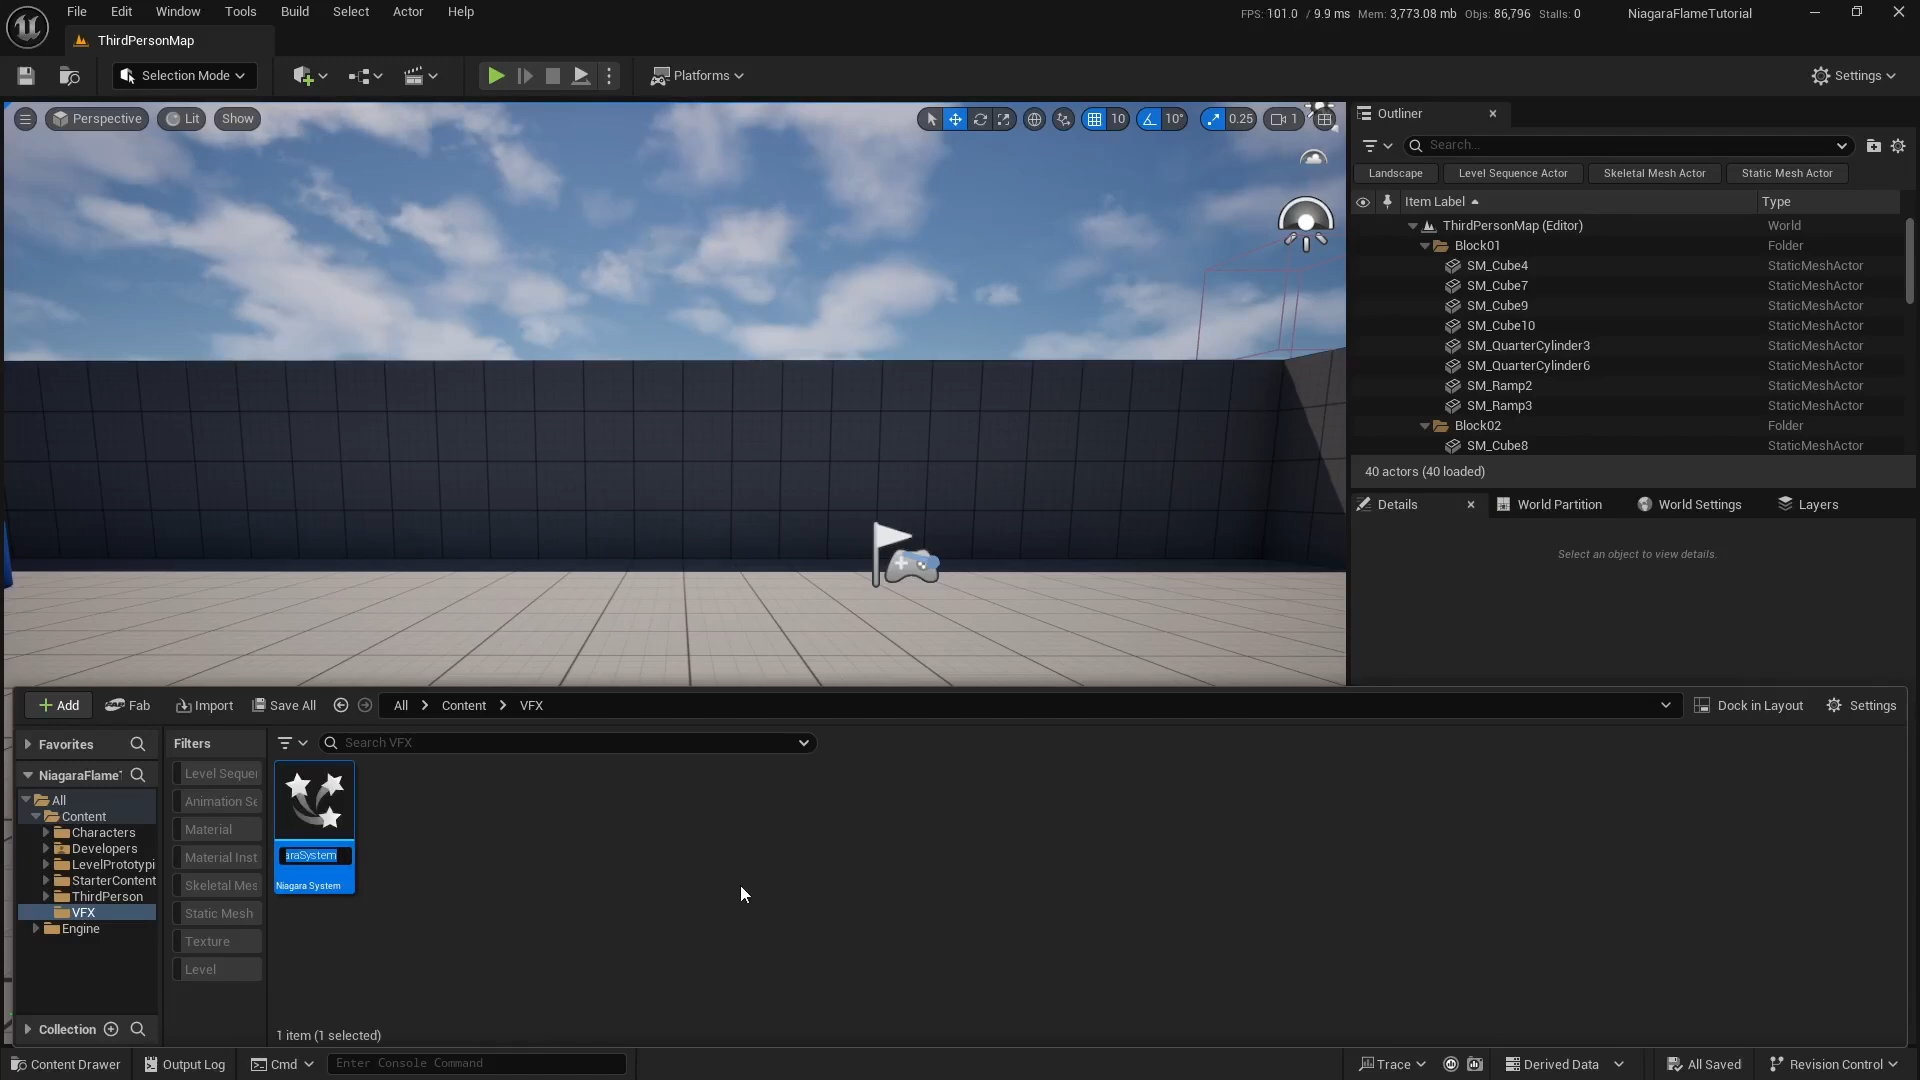 File Edit Window Tools Build Select Actor Help
FPS: 101.0 / 9.9 ms Mem: 3,773.08 mb Objs: 86,796 Stalls: 0 NiagaraFlameTutorial
ThirdPersonMap
Selection Mode Platforms Settings
Perspective Lit Show 10 10° 0.25 1
Outliner
Search...
Landscape Level Sequence Actor Skeletal Mesh Actor Static Mesh Actor
Item Label Type
ThirdPersonMap (Editor) World
Block01 Folder
SM_Cube4 StaticMeshActor
SM_Cube7 StaticMeshActor
SM_Cube9 StaticMeshActor
SM_Cube10 StaticMeshActor
SM_QuarterCylinder3 StaticMeshActor
SM_QuarterCylinder6 StaticMeshActor
SM_Ramp2 StaticMeshActor
SM_Ramp3 StaticMeshActor
Block02 Folder
SM_Cube8 StaticMeshActor
40 actors (40 loaded)
Details World Partition World Settings Layers
Select an object to view details.
Add Fab Import Save All All Content VFX Dock in Layout Settings
Favorites
NiagaraFlameT
All
Content
Characters
Developers
LevelPrototypi
StarterContent
ThirdPerson
VFX
Engine
Collection
Filters
Level Seque
Animation Se
Material
Material Inst
Skeletal Mes
Static Mesh
Texture
Level
Search VFX
araSystem
Niagara System
1 item (1 selected)
Content Drawer Output Log Cmd Enter Console Command Trace Derived Data All Saved Revision Control